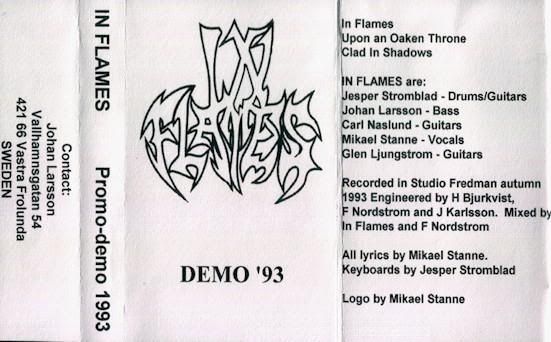 Contact:
Johan Larsson
Vallhamnsgatan 54
421 66 Vastra Frolunda
SWEDEN
IN FLAMES Promo-demo 1993
IN
FLAMES
DEMO '93
In Flames
Upon an Oaken Throne
Clad In Shadows
IN FLAMES are:
Jesper Stromblad - Drums/Guitars
Johan Larsson - Bass
Carl Naslund - Guitars
Mikael Stanne - Vocals
Glen Ljungstrom - Guitars
Recorded in Studio Fredman autumn
1993 Engineered by H Bjurkvist,
F Nordstrom and J Karlsson. Mixed by
In Flames and F Nordstrom
All lyrics by Mikael Stanne.
Keyboards by Jesper Stromblad
Logo by Mikael Stanne